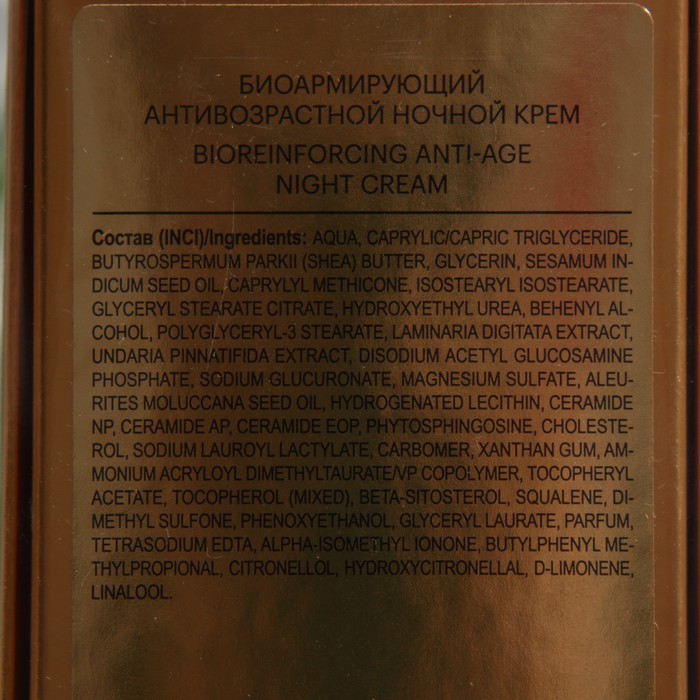 БИОАРМИРУЮЩИЙ
АНТИВОЗРАСТНОЙ НОЧНОЙ КРЕМ
BIOREINFORCING ANTI-AGE
NIGHT CREAM
Состав (INCI)/Ingredients: AQUA, CAPRYLIC/CAPRIC TRIGLYCERIDE,
BUTYROSPERMUM PARKII (SHEA) BUTTER, GLYCERIN, SESAMUM IN-
DICUM SEED OIL, CAPRYLYL METHICONE, ISOSTEARYL ISOSTEARATE,
GLYCERYL STEARATE CITRATE, HYDROXYETHYL UREA, BEHENYL AL-
COHOL, POLYGLYCERYL-3 STEARATE, LAMINARIA DIGITATA EXTRACT,
UNDARIA PINNATIFIDA EXTRACT, DISODIUM ACETYL GLUCOSAMINE
PHOSPHATE, SODIUM GLUCURONATE, MAGNESIUM SULFATE, ALEU-
RITES MOLUCCANA SEED OIL, HYDROGENATED LECITHIN, CERAMIDE
NP, CERAMIDE AP, CERAMIDE EOP, PHYTOSPHINGOSINE, CHOLESTE-
ROL, SODIUM LAUROYL LACTYLATE, CARBOMER, XANTHAN GUM, AM-
MONIUM ACRYLOYL DIMETHYLTAURATE/VP COPOLYMER, TOCOPHERYL
ACETATE, TOCOPHEROL (MIXED), BETA-SITOSTEROL, SQUALENE, DI-
METHYL SULFONE, PHENOXYETHANOL, GLYCERYL LAURATE, PARFUM,
TETRASODIUM EDTA, ALPHA-ISOMETHYL IONONE, BUTYLPHENYL ME-
THYLPROPIONAL, CITRONELLOL, HYDROXYCITRONELLAL, D-LIMONENE,
LINALOOL.